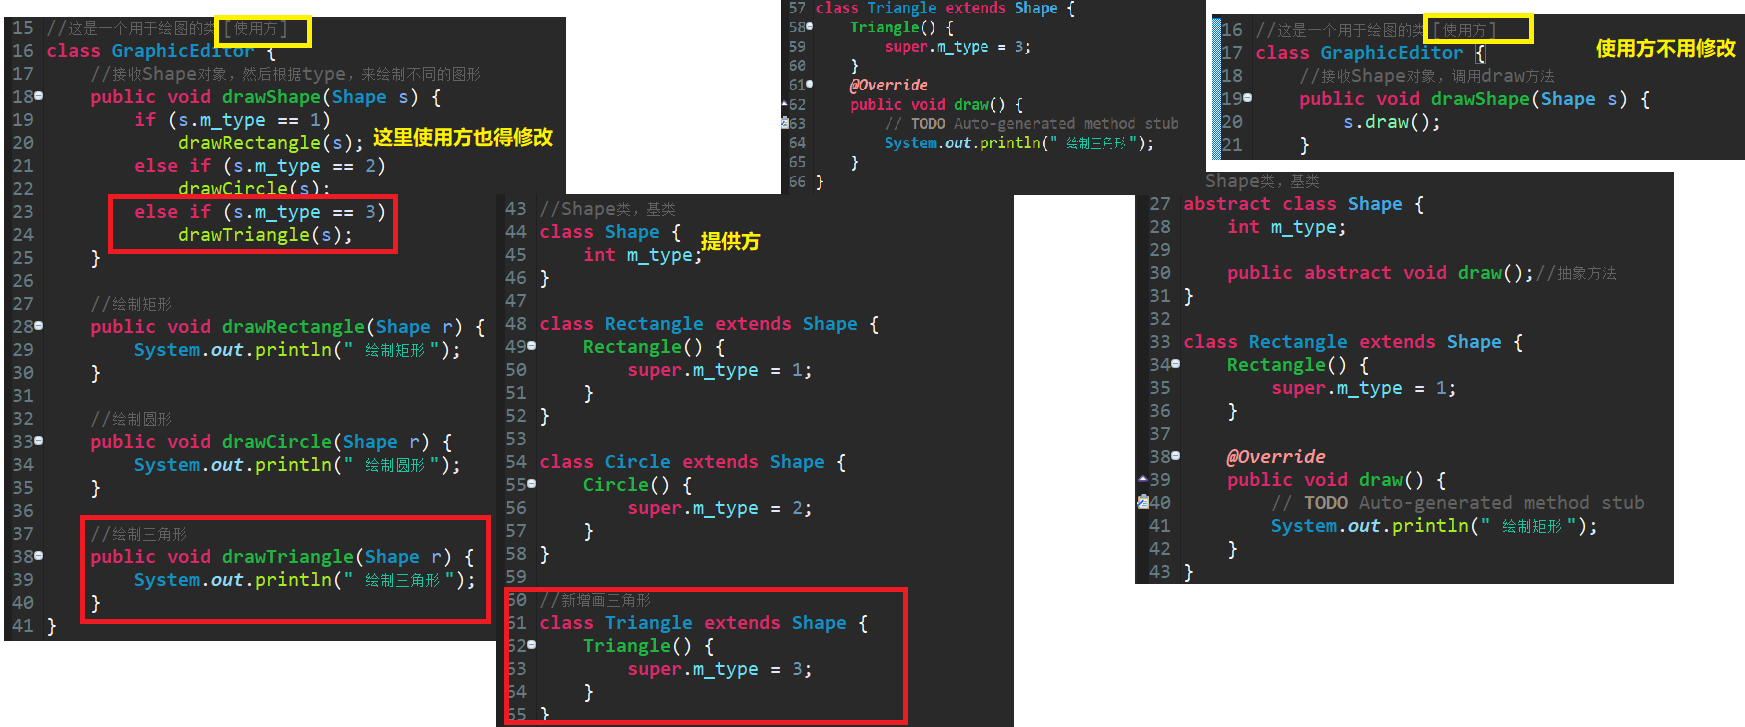 15 //这是一个用于绘图的类 [使用方]
16 class GraphicEditor {
17 //接收Shape对象，然后根据type，来绘制不同的图形
18 public void drawShape(Shape s) {
19 if (s.m_type == 1)
20 drawRectangle(s);
这里使用方也得修改
21 else if (s.m_type == 2)
22 drawCircle(s);
23 else if (s.m_type == 3)
24 drawTriangle(s);
25 }
26
27 //绘制矩形
28 public void drawRectangle(Shape r) {
29 System.out.println(" 绘制矩形 ");
30 }
31
32 //绘制圆形
33 public void drawCircle(Shape r) {
34 System.out.println(" 绘制圆形 ");
35 }
36
37 //绘制三角形
38 public void drawTriangle(Shape r) {
39 System.out.println(" 绘制三角形 ");
40 }
41 }
43 //Shape类，基类
44 class Shape {
提供方
45 int m_type;
46 }
47
48 class Rectangle extends Shape {
49 Rectangle() {
50 super.m_type = 1;
51 }
52 }
53
54 class Circle extends Shape {
55 Circle() {
56 super.m_type = 2;
57 }
58 }
59
60 //新增画三角形
61 class Triangle extends Shape {
62 Triangle() {
63 super.m_type = 3;
64 }
65 }
57 class Triangle extends Shape {
58 Triangle() {
59 super.m_type = 3;
60 }
61 @Override
62 public void draw() {
63 // TODO Auto-generated method stub
64 System.out.println(" 绘制三角形 ");
65 }
66 }
16 //这是一个用于绘图的类 [使用方]
17 class GraphicEditor {
使用方不用修改
18 //接收Shape对象，调用draw方法
19 public void drawShape(Shape s) {
20 s.draw();
21 }
Shape类，基类
27 abstract class Shape {
28 int m_type;
29
30 public abstract void draw();//抽象方法
31 }
32
33 class Rectangle extends Shape {
34 Rectangle() {
35 super.m_type = 1;
36 }
37
38 @Override
39 public void draw() {
40 // TODO Auto-generated method stub
41 System.out.println(" 绘制矩形 ");
42 }
43 }